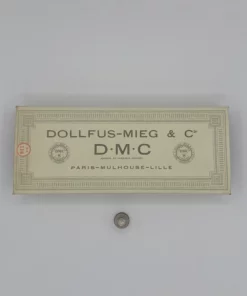 DOLLFUS-MIEG & Cⁱᵉ
D·M·C
PARIS-MULHOUSE-LILLE